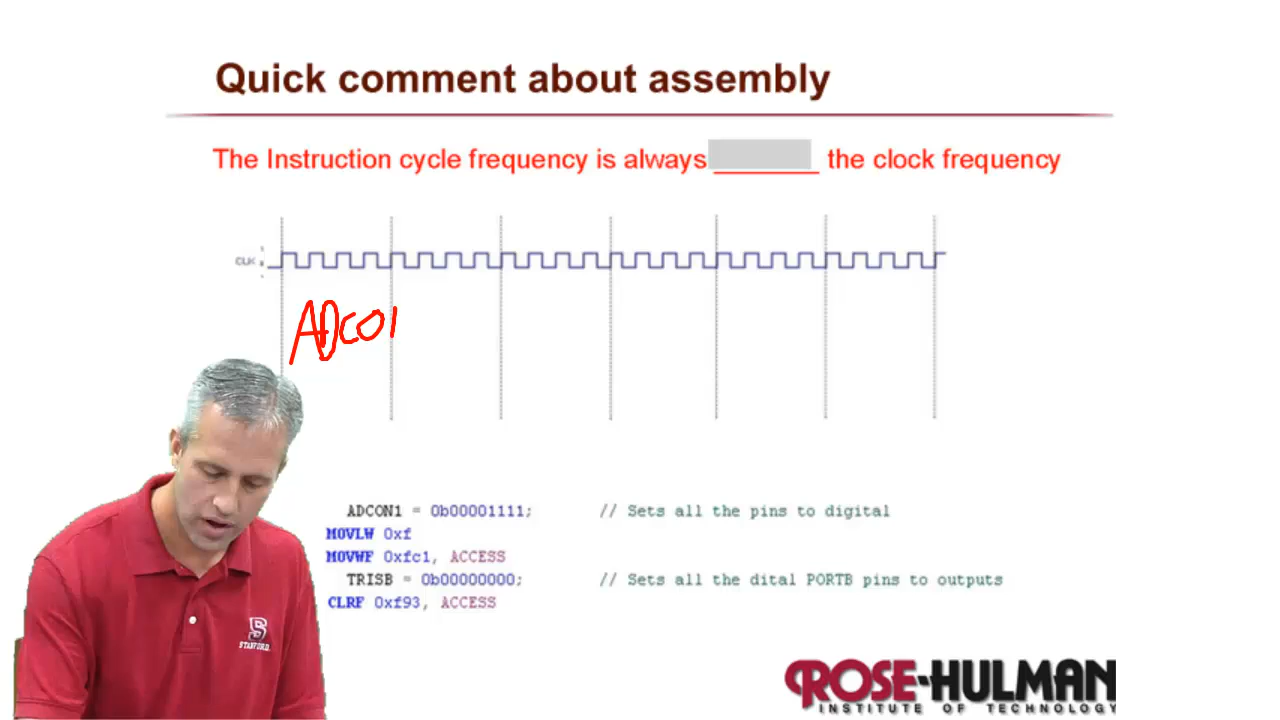 Quick comment about assembly
The Instruction cycle frequency is always ________ the clock frequency
CLK
ADCO1
ADCON1 = 0b00001111; // Sets all the pins to digital
MOVLW 0xf
MOVWF 0xfc1, ACCESS
TRISB = 0b00000000; // Sets all the dital PORTB pins to outputs
CLRF 0xf93, ACCESS
S
STANFORD
ROSE-HULMAN
INSTITUTE OF TECHNOLOGY